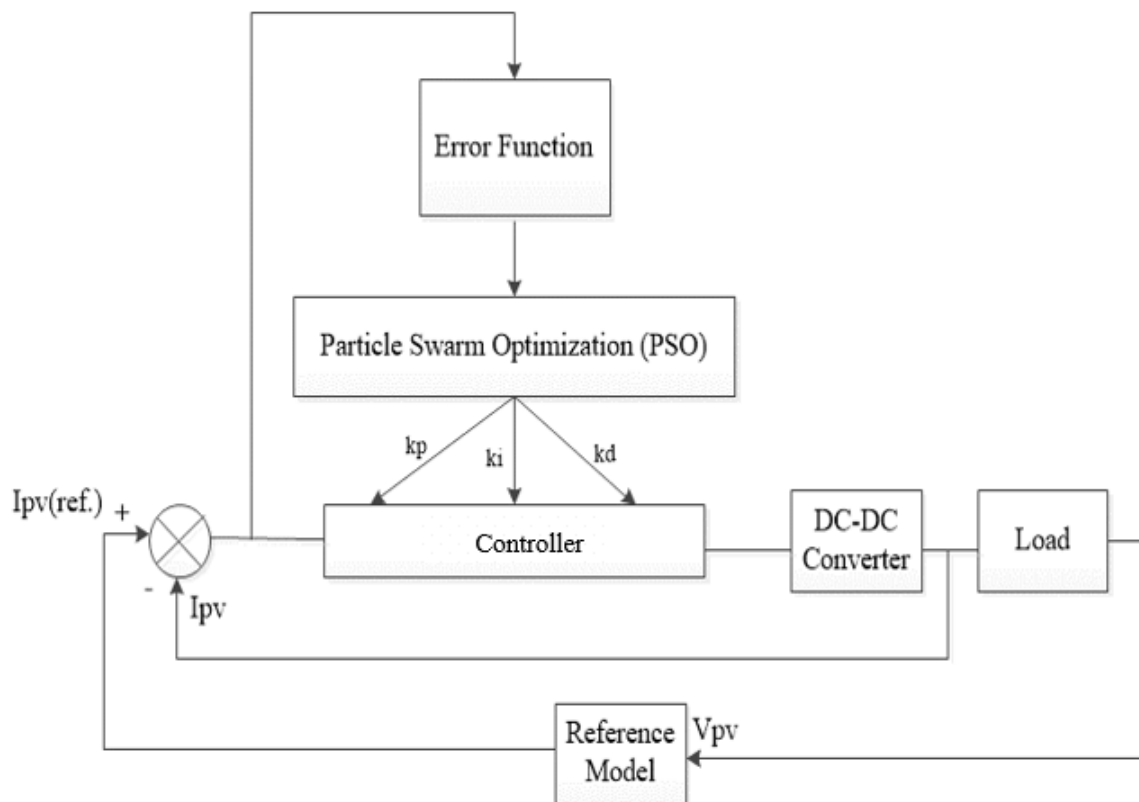 Error Function
Particle Swarm Optimization (PSO)
kp
ki
kd
Ipv(ref.)
+
-
Ipv
Controller
DC-DC
Converter
Load
Reference
Model
Vpv